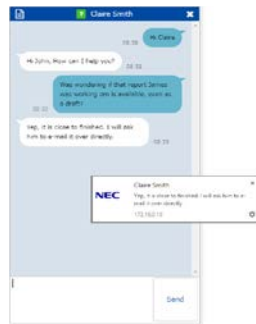 Claire Smith
Hi Claire
Hi John, How can I help you?
Was wondering if that report James
was working om is available, even as
a draft?
Yep, it is close to finished. I will ask
him to e-mail it over directly.
NEC
Claire Smith
Yep, it is close to finished. I will ask him to e-
mail it over directly.
Send